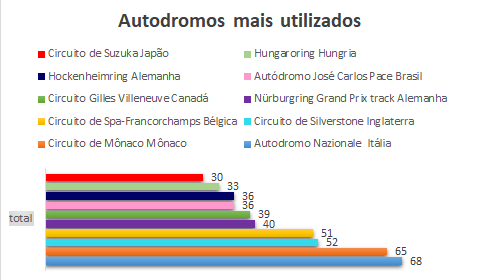 Autodromos mais utilizados
Circuito de Suzuka Japão
Hungaroring Hungria
Hockenheimring Alemanha
Autódromo José Carlos Pace Brasil
Circuito Gilles Villeneuve Canadá
Nürburgring Grand Prix track Alemanha
Circuito de Spa-Francorchamps Bélgica
Circuito de Silverstone Inglaterra
Circuito de Mônaco Mônaco
Autodromo Nazionale Itália
30
33
36
36
39
total
40
51
52
65
68